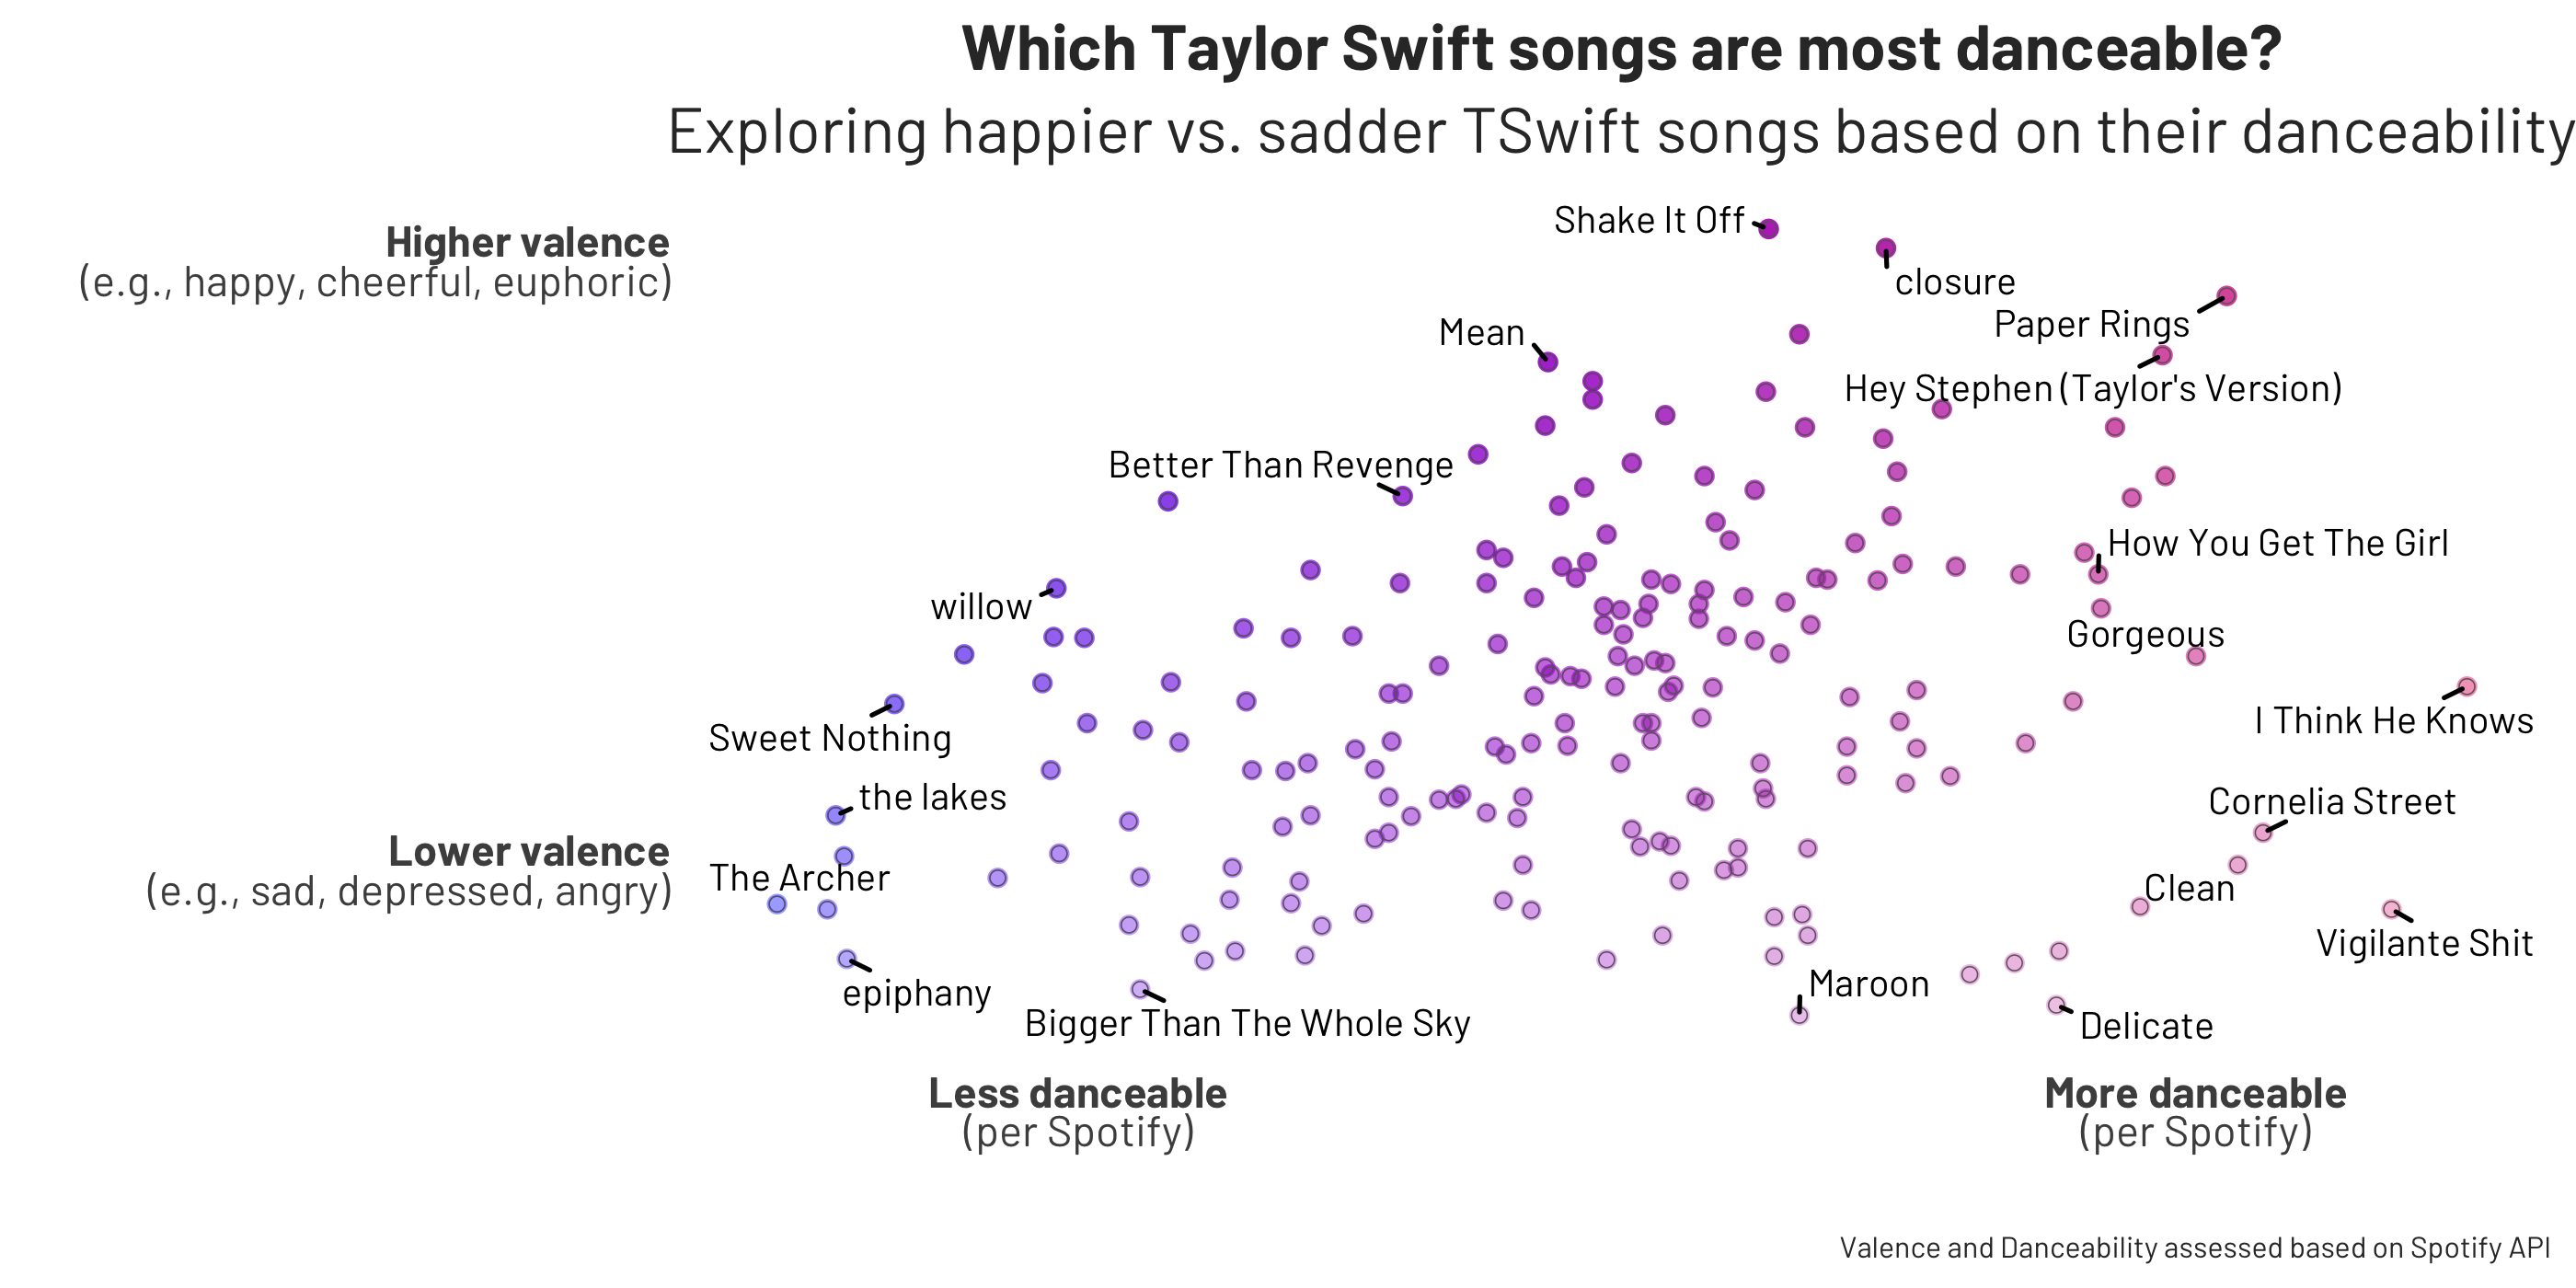 Which Taylor Swift songs are most danceable?
Exploring happier vs. sadder TSwift songs based on their danceability
Shake It Off
Higher valence
(e.g., happy, cheerful, euphoric)
closure
Paper Rings
Mean
Hey Stephen (Taylor's Version)
Better Than Revenge
How You Get The Girl
willow
Gorgeous
I Think He Knows
Sweet Nothing
the lakes
Cornelia Street
Lower valence
(e.g., sad, depressed, angry)
The Archer
Clean
Vigilante Shit
Maroon
epiphany
Bigger Than The Whole Sky
Delicate
Less danceable
(per Spotify)
More danceable
(per Spotify)
Valence and Danceability assessed based on Spotify API